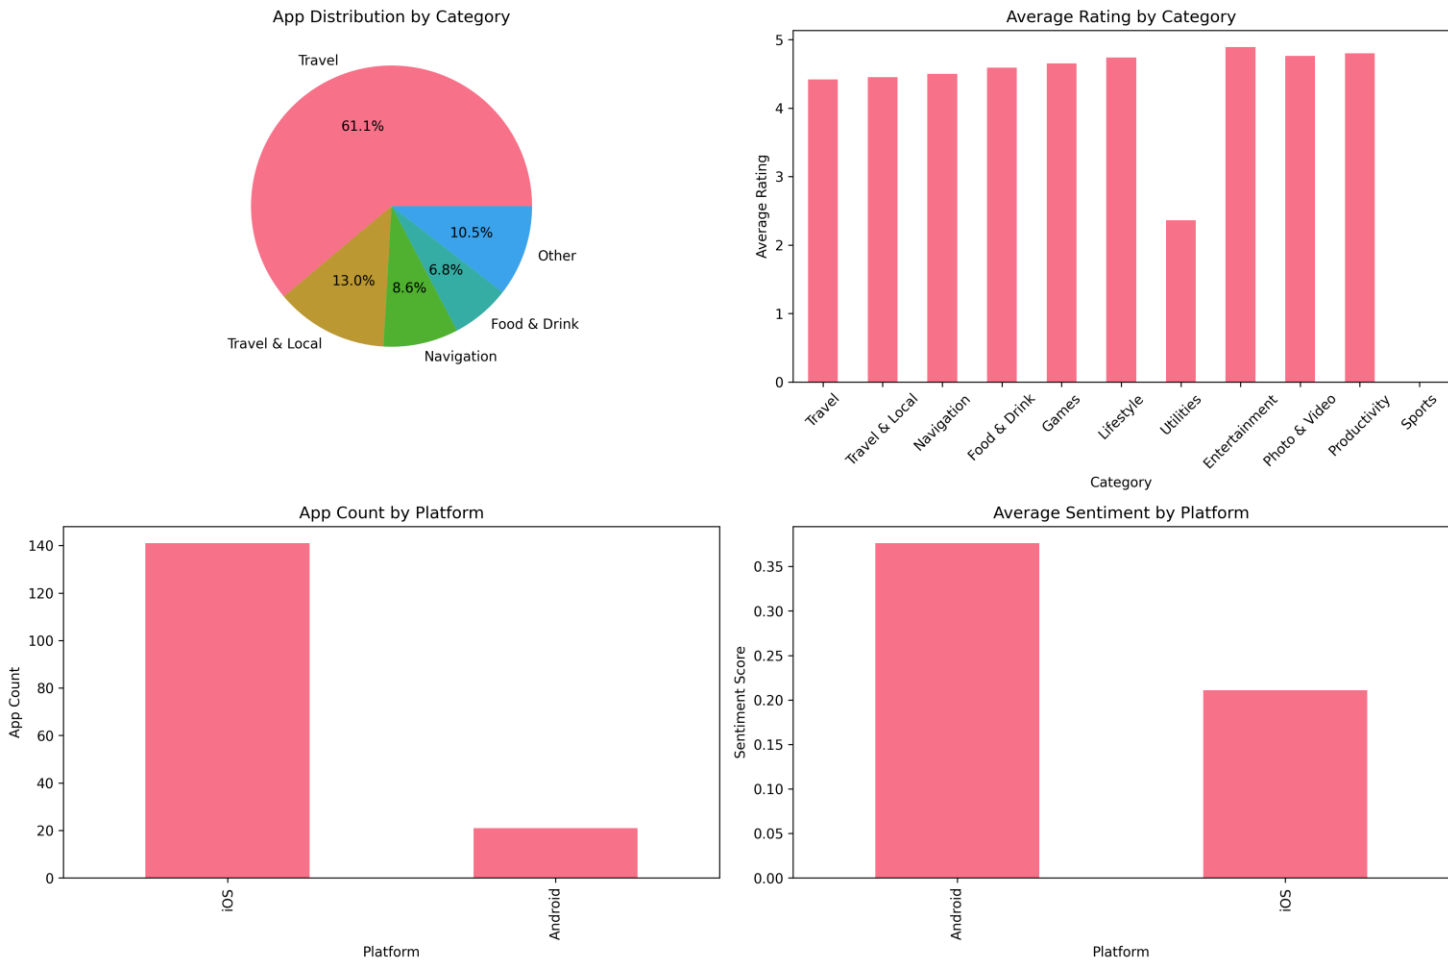 App Distribution by Category
Travel
61.1%
13.0%
8.6%
6.8%
10.5%
Other
Food & Drink
Navigation
Travel & Local
Average Rating by Category
5
4
3
2
1
0
Average Rating
Travel
Travel & Local
Navigation
Food & Drink
Games
Lifestyle
Utilities
Entertainment
Photo & Video
Productivity
Sports
Category
App Count by Platform
140
120
100
80
60
40
20
0
App Count
iOS
Android
Platform
Average Sentiment by Platform
0.35
0.30
0.25
0.20
0.15
0.10
0.05
0.00
Sentiment Score
Android
iOS
Platform